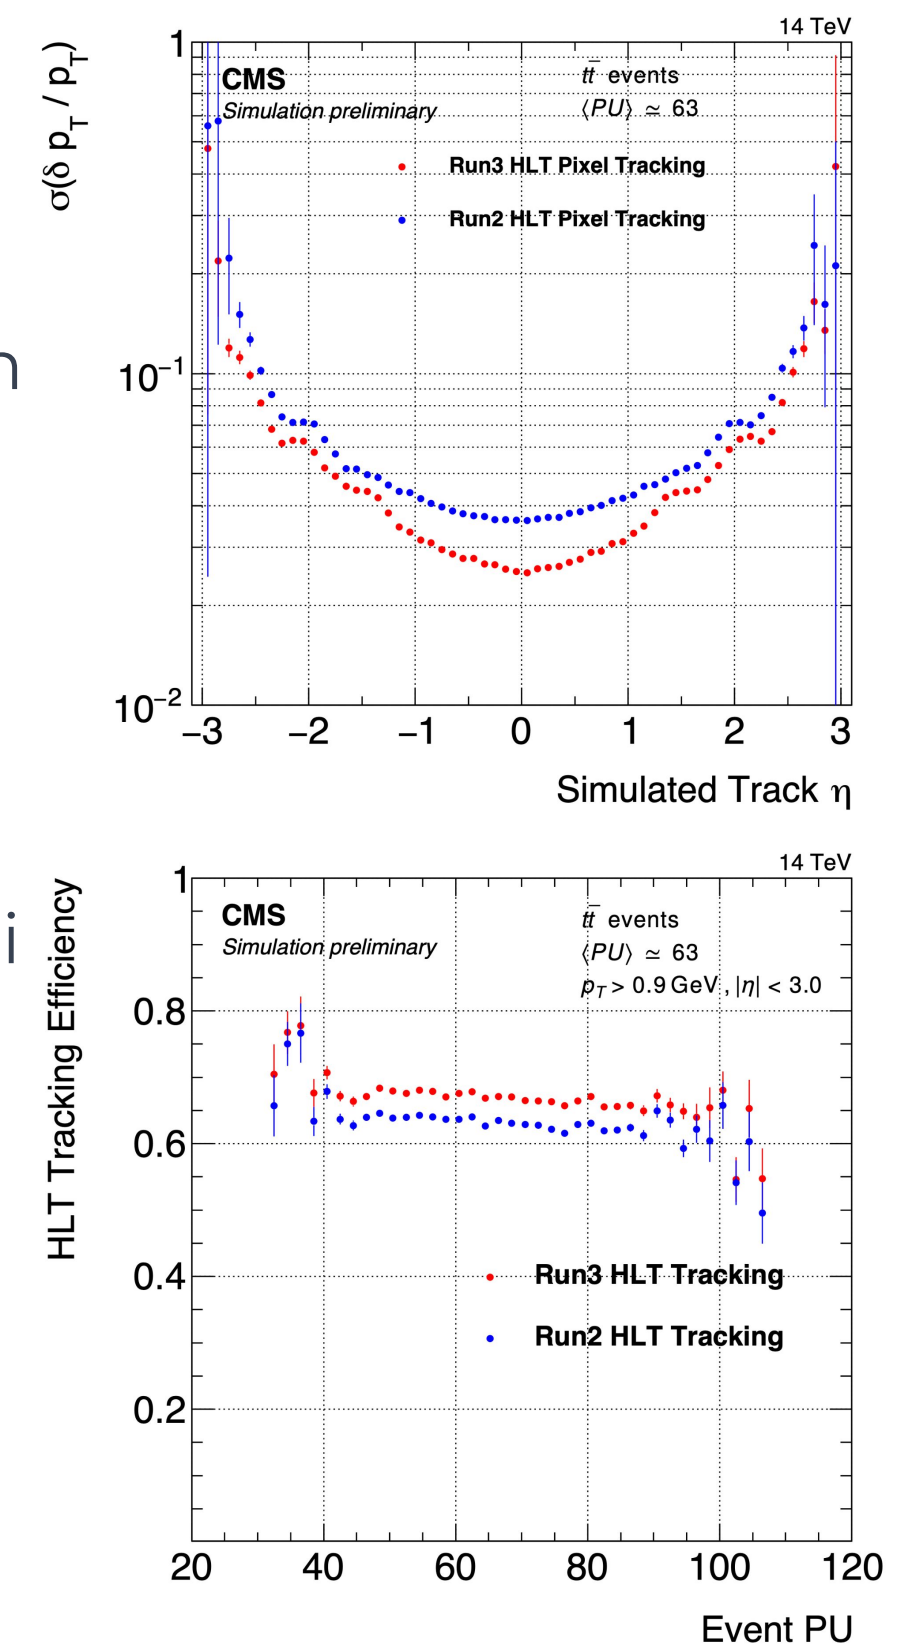 14 TeV
1
CMS
tt̅ events
Simulation preliminary
⟨PU⟩ ≃ 63
σ(δ p_T / p_T)
Run3 HLT Pixel Tracking
Run2 HLT Pixel Tracking
n
10⁻¹
10⁻²
−3 −2 −1 0 1 2 3
Simulated Track η
14 TeV
1
CMS
tt̅ events
Simulation preliminary
⟨PU⟩ ≃ 63
p_T > 0.9 GeV , |η| < 3.0
i
HLT Tracking Efficiency
0.8
0.6
0.4
Run3 HLT Tracking
Run2 HLT Tracking
0.2
20 40 60 80 100 120
Event PU